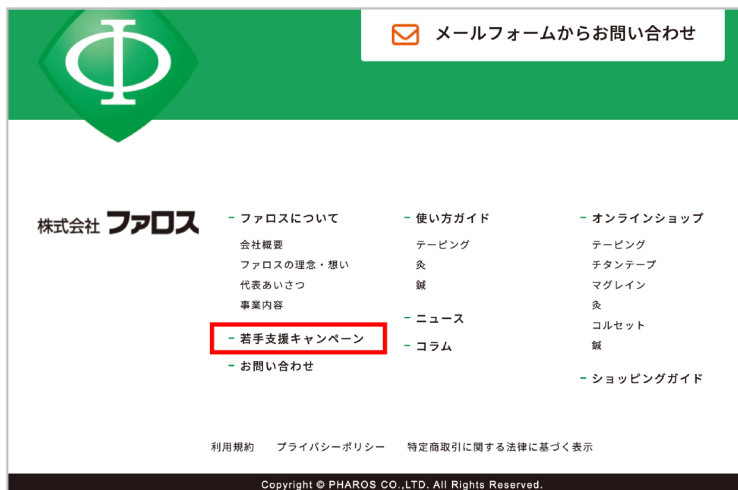 メールフォームからお問い合わせ
Φ
株式会社 ファロス
- ファロスについて
会社概要
ファロスの理念・想い
代表あいさつ
事業内容
- 若手支援キャンペーン
- お問い合わせ
- 使い方ガイド
テーピング
灸
鍼
- ニュース
- コラム
- オンラインショップ
テーピング
チタンテープ
マグレイン
灸
コルセット
鍼
- ショッピングガイド
利用規約 プライバシーポリシー 特定商取引に関する法律に基づく表示
Copyright © PHAROS CO.,LTD. All Rights Reserved.